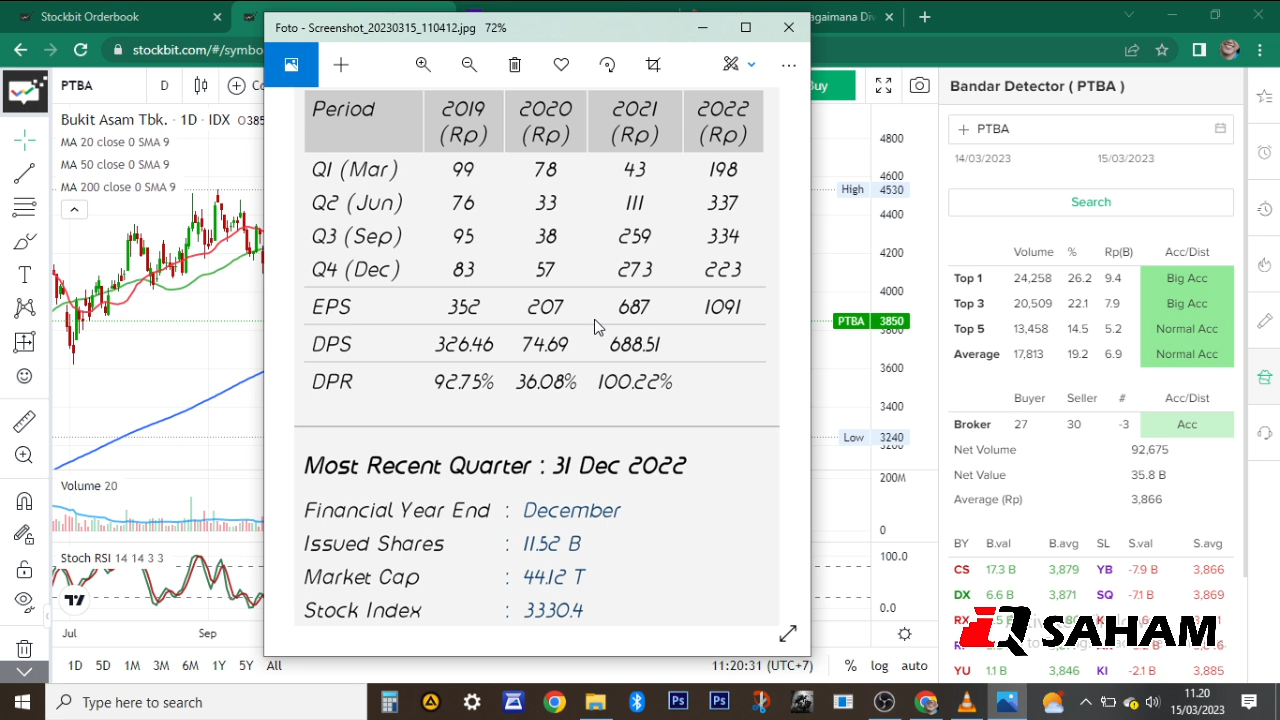 Stockbit Orderbook
agaimana Div
stockbit.com/#/symbo
Foto - Screenshot_20230315_110412.jpg 72%
PTBA D Co
Buy
Bukit Asam Tbk. · 1D · IDX O385
MA 20 close 0 SMA 9
MA 50 close 0 SMA 9
MA 200 close 0 SMA 9
Period 2019 (Rp) 2020 (Rp) 2021 (Rp) 2022 (Rp)
Q1 (Mar) 99 78 43 198
Q2 (Jun) 76 33 111 337
Q3 (Sep) 95 38 259 334
Q4 (Dec) 83 57 273 223
EPS 352 207 687 1091
DPS 326.46 74.69 688.51
DPR 92.75% 36.08% 100.22%
Most Recent Quarter : 31 Dec 2022
Financial Year End : December
Issued Shares : 11.52 B
Market Cap : 44.12 T
Stock Index : 3330.4
4800
4600
High 4530
4400
4200
4000
PTBA 3850
3600
3400
Low 3240
3200
200M
0
100.0
0.0
Volume 20
Stoch RSI 14 14 3 3
Jul Sep
1D 5D 1M 3M 6M 1Y 5Y All
11:20:31 (UTC+7) % log auto
Bandar Detector ( PTBA )
PTBA
14/03/2023 15/03/2023
Search
Volume % Rp(B) Acc/Dist
Top 1 24,258 26.2 9.4 Big Acc
Top 3 20,509 22.1 7.9 Big Acc
Top 5 13,458 14.5 5.2 Normal Acc
Average 17,813 19.2 6.9 Normal Acc
Buyer Seller # Acc/Dist
Broker 27 30 -3 Acc
Net Volume 92,675
Net Value 35.8 B
Average (Rp) 3,866
BY B.val B.avg SL S.val S.avg
CS 17.3 B 3,879 YB -7.9 B 3,866
DX 6.6 B 3,871 SQ -7.1 B 3,869
RX
YU 1.1 B 3,846 KI 3,885
IQ SAHAM
Type here to search
11.20
15/03/2023